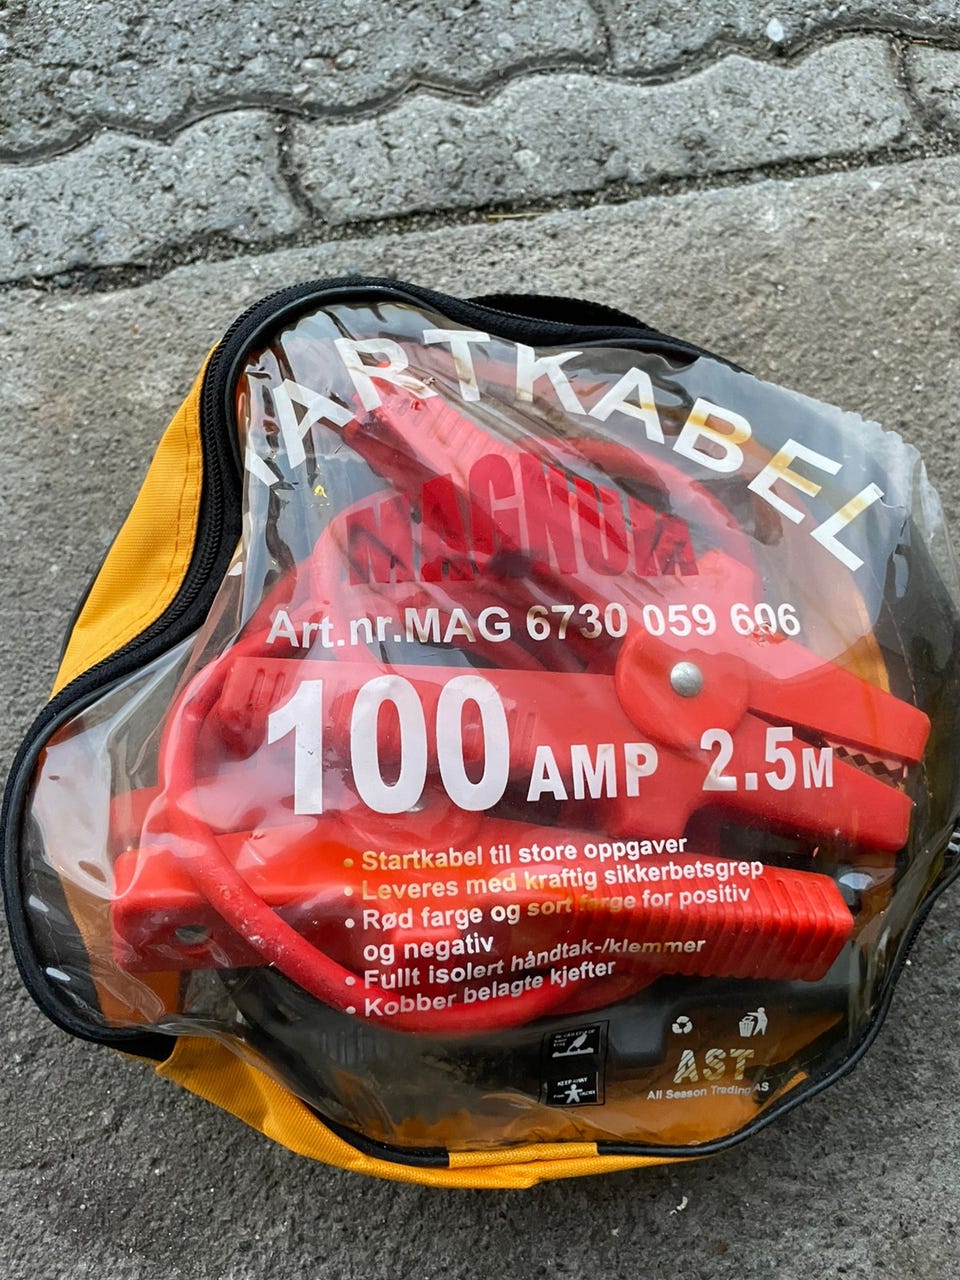 STARTKABEL
MAGNUM
Art.nr.MAG 6730 059 606
100 AMP 2.5M
• Startkabel til store oppgaver
• Leveres med kraftig sikkerbetsgrep
• Rød farge og sort farge for positiv
og negativ
• Fullt isolert håndtak-/klemmer
• Kobber belagte kjefter
KEEP AWAY
AST
All Season Trading AS